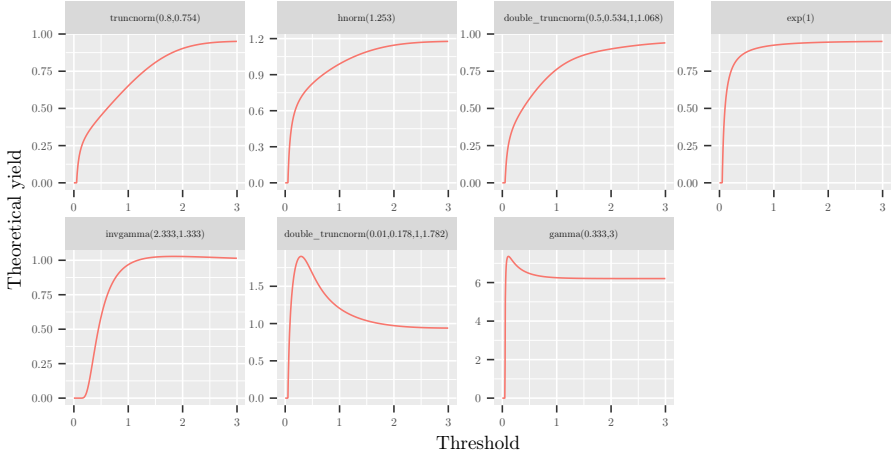 truncnorm(0.8,0.754)
hnorm(1.253)
double_truncnorm(0.5,0.534,1,1.068)
exp(1)
1.00
0.75
0.50
0.25
0.00
0 1 2 3
1.2
0.9
0.6
0.3
0.0
0 1 2 3
1.00
0.75
0.50
0.25
0.00
0 1 2 3
1.00
0.75
0.50
0.25
0.00
0 1 2 3
Theoretical yield
invgamma(2.333,1.333)
double_truncnorm(0.01,0.178,1,1.782)
gamma(0.333,3)
1.00
0.75
0.50
0.25
0.00
0 1 2 3
1.5
1.0
0.5
0.0
0 1 2 3
6
4
2
0
0 1 2 3
Threshold